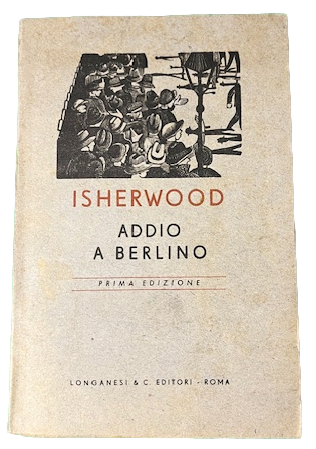 ISHERWOOD
ADDIO
A BERLINO
PRIMA EDIZIONE
LONGANESI & C. EDITORI - ROMA